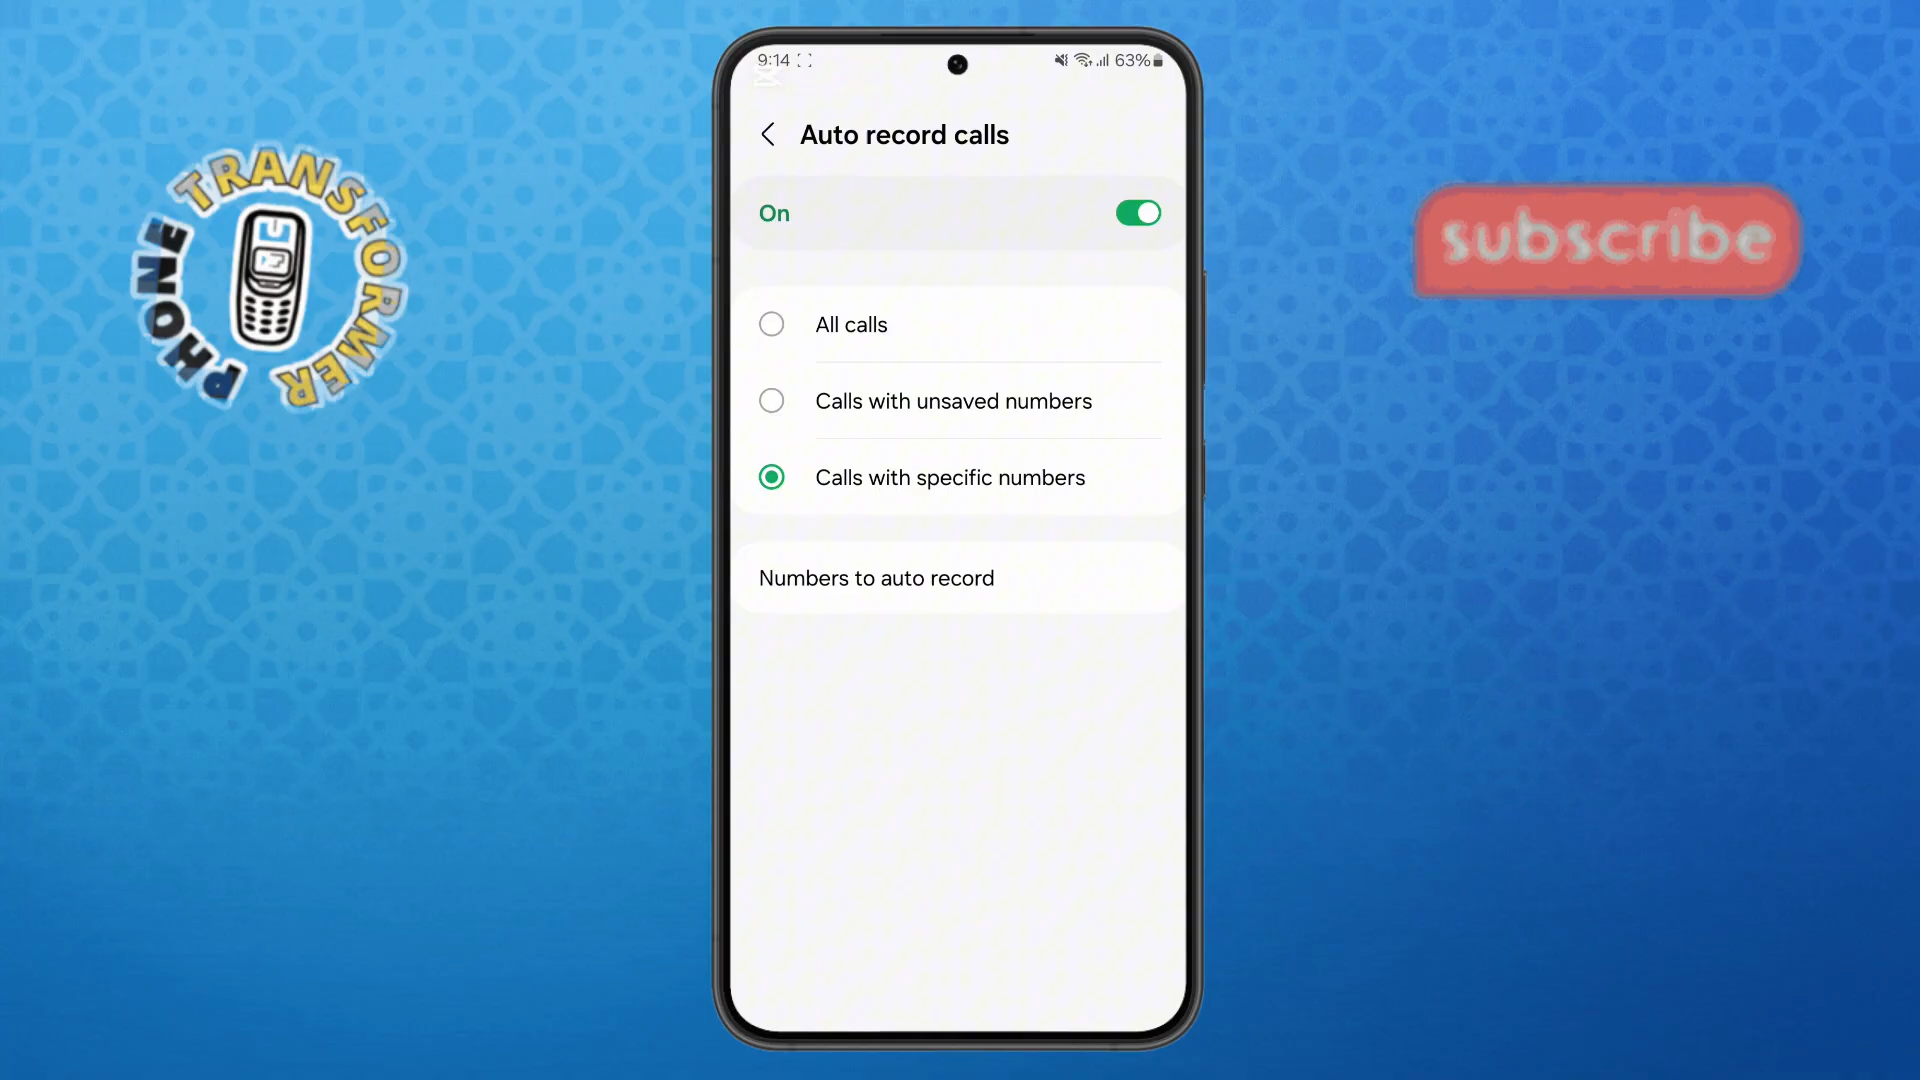 PHONE TRANSFORMER
9:14
63%
Auto record calls
On
All calls
Calls with unsaved numbers
Calls with specific numbers
Numbers to auto record
subscribe